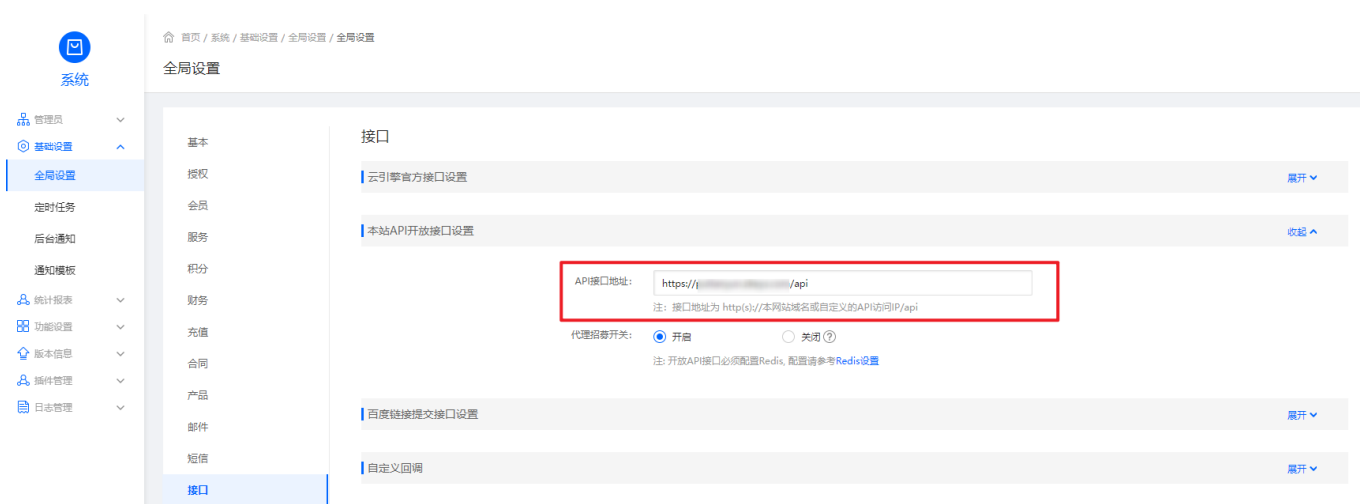 系统
管理员
基础设置
全局设置
定时任务
后台通知
通知模板
统计报表
功能设置
版本信息
插件管理
日志管理
首页 / 系统 / 基础设置 / 全局设置 / 全局设置
全局设置
基本
授权
会员
服务
积分
财务
充值
合同
产品
邮件
短信
接口
接口
云引擎官方接口设置 展开
本站API开放接口设置 收起
API接口地址： https://p /api
注：接口地址为 http(s)://本网站域名或自定义的API访问IP/api
代理招募开关： 开启 关闭 ?
注: 开放API接口必须配置Redis, 配置请参考Redis设置
百度链接提交接口设置 展开
自定义回调 展开